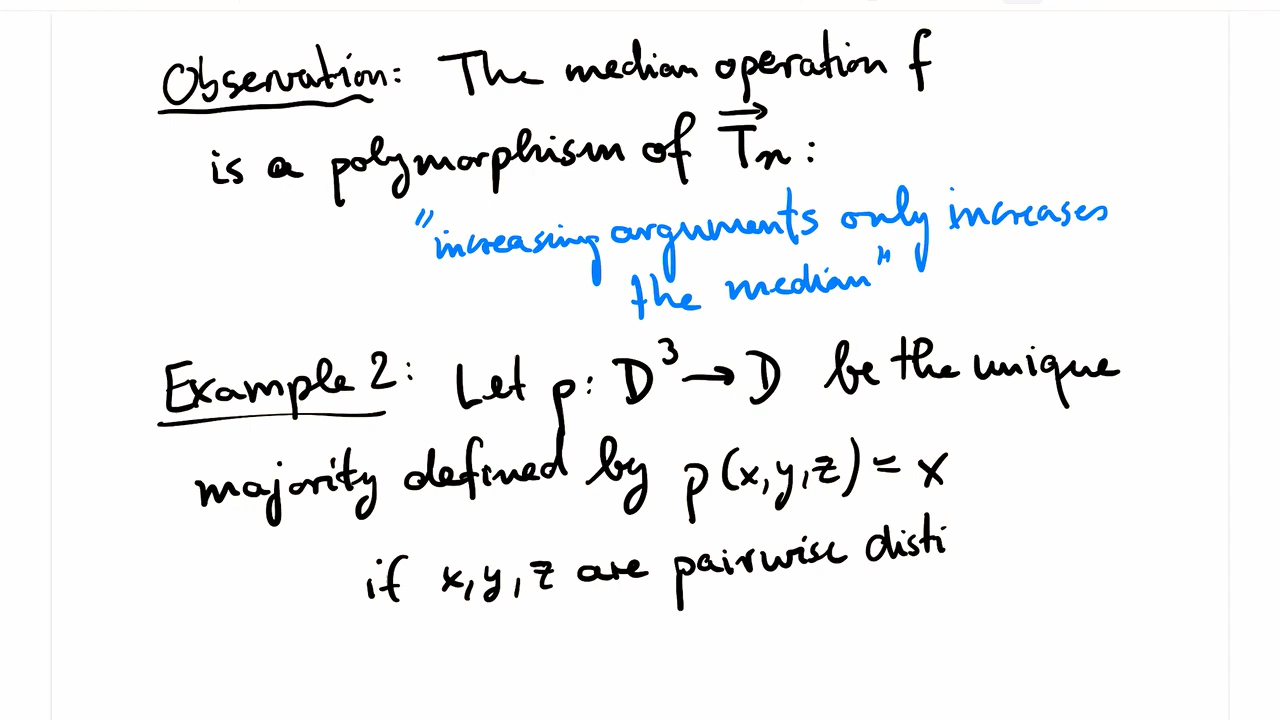 Observation: The median operation f
is a polymorphism of T⃗n:
"increasing arguments only increases
the median"
Example 2: Let p: D³ → D be the unique
majority defined by p(x,y,z) = x
if x,y,z are pairwise disti